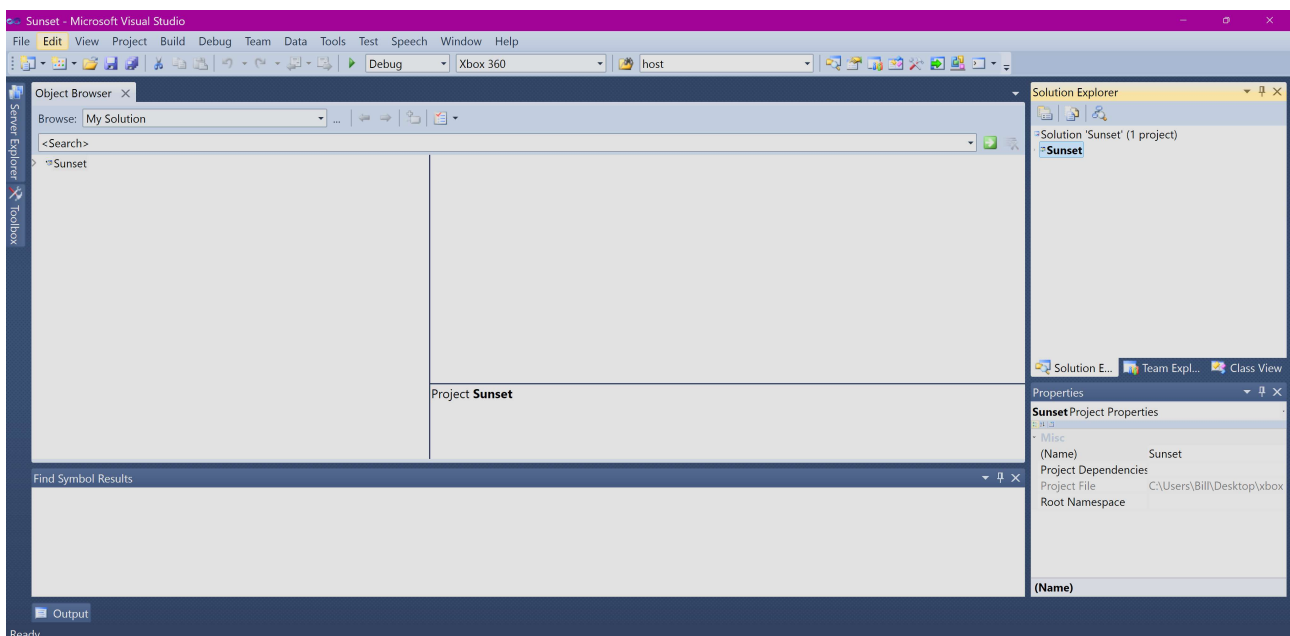 Sunset - Microsoft Visual Studio
File Edit View Project Build Debug Team Data Tools Test Speech Window Help
Debug Xbox 360 host
Server Explorer
Toolbox
Object Browser
Browse: My Solution ...
<Search>
Sunset
Project Sunset
Find Symbol Results
Output
Ready
Solution Explorer
Solution 'Sunset' (1 project)
Sunset
Solution E... Team Expl... Class View
Properties
Sunset Project Properties
Misc
(Name) Sunset
Project Dependencies
Project File C:\Users\Bill\Desktop\xbox
Root Namespace
(Name)